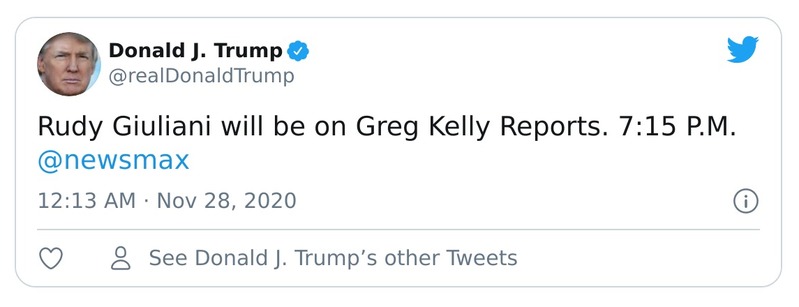 Donald J. Trump
@realDonaldTrump
Rudy Giuliani will be on Greg Kelly Reports. 7:15 P.M.
@newsmax
12:13 AM · Nov 28, 2020
See Donald J. Trump’s other Tweets